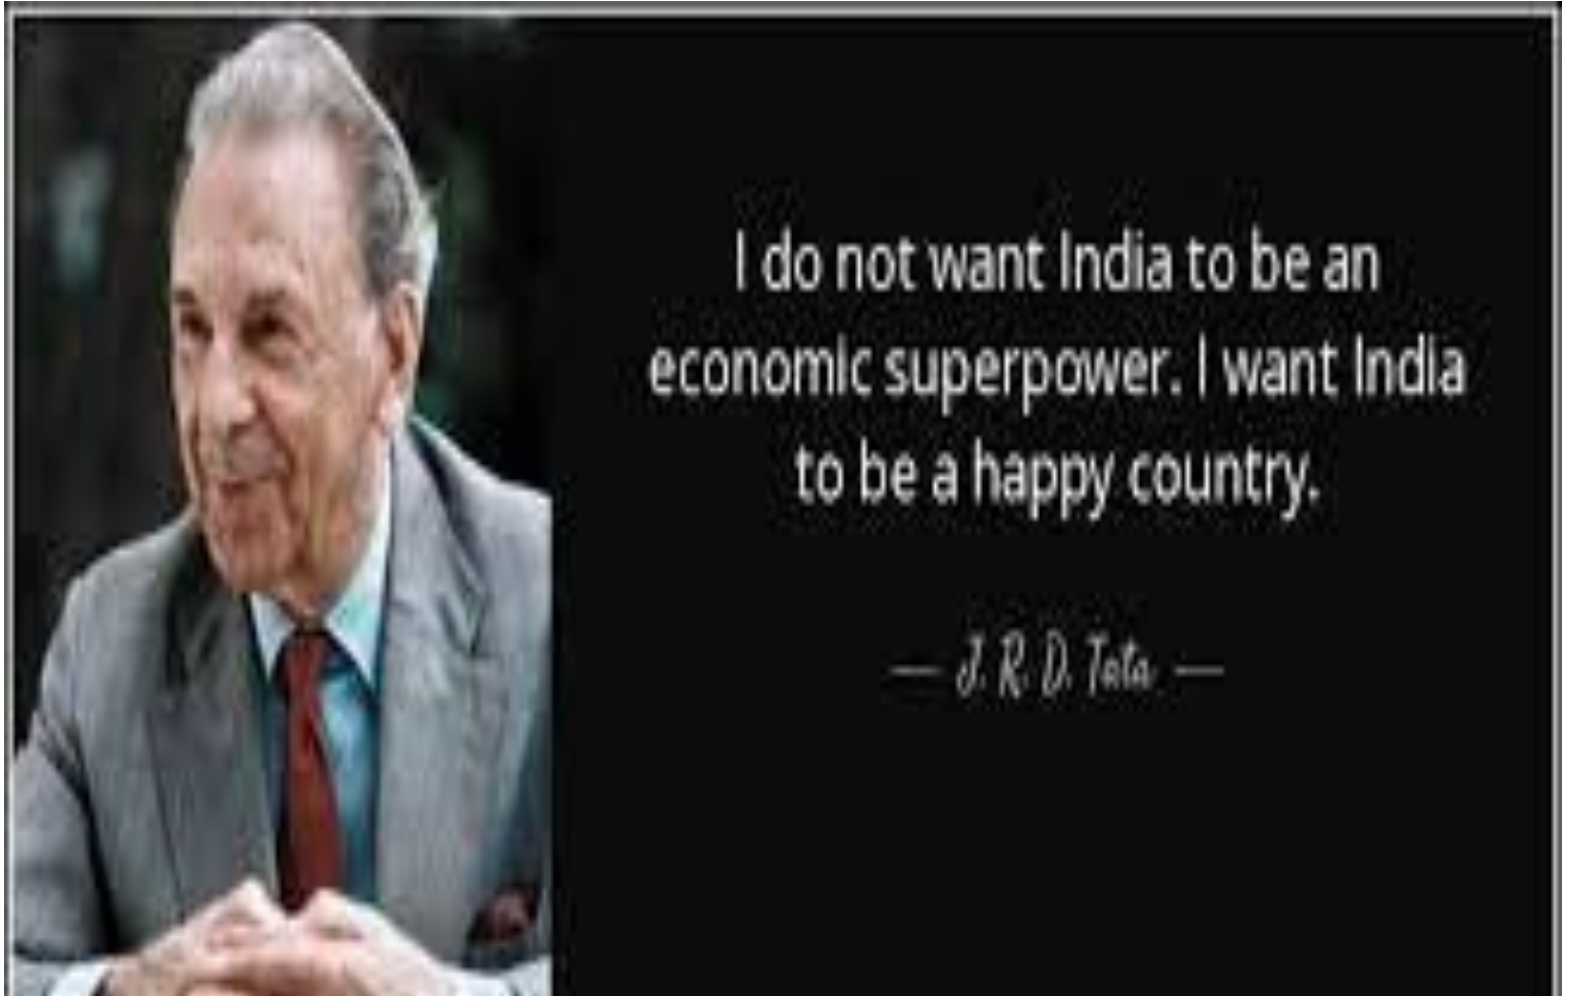 I do not want India to be an
economic superpower. I want India
to be a happy country.
— J. R. D. Tata —